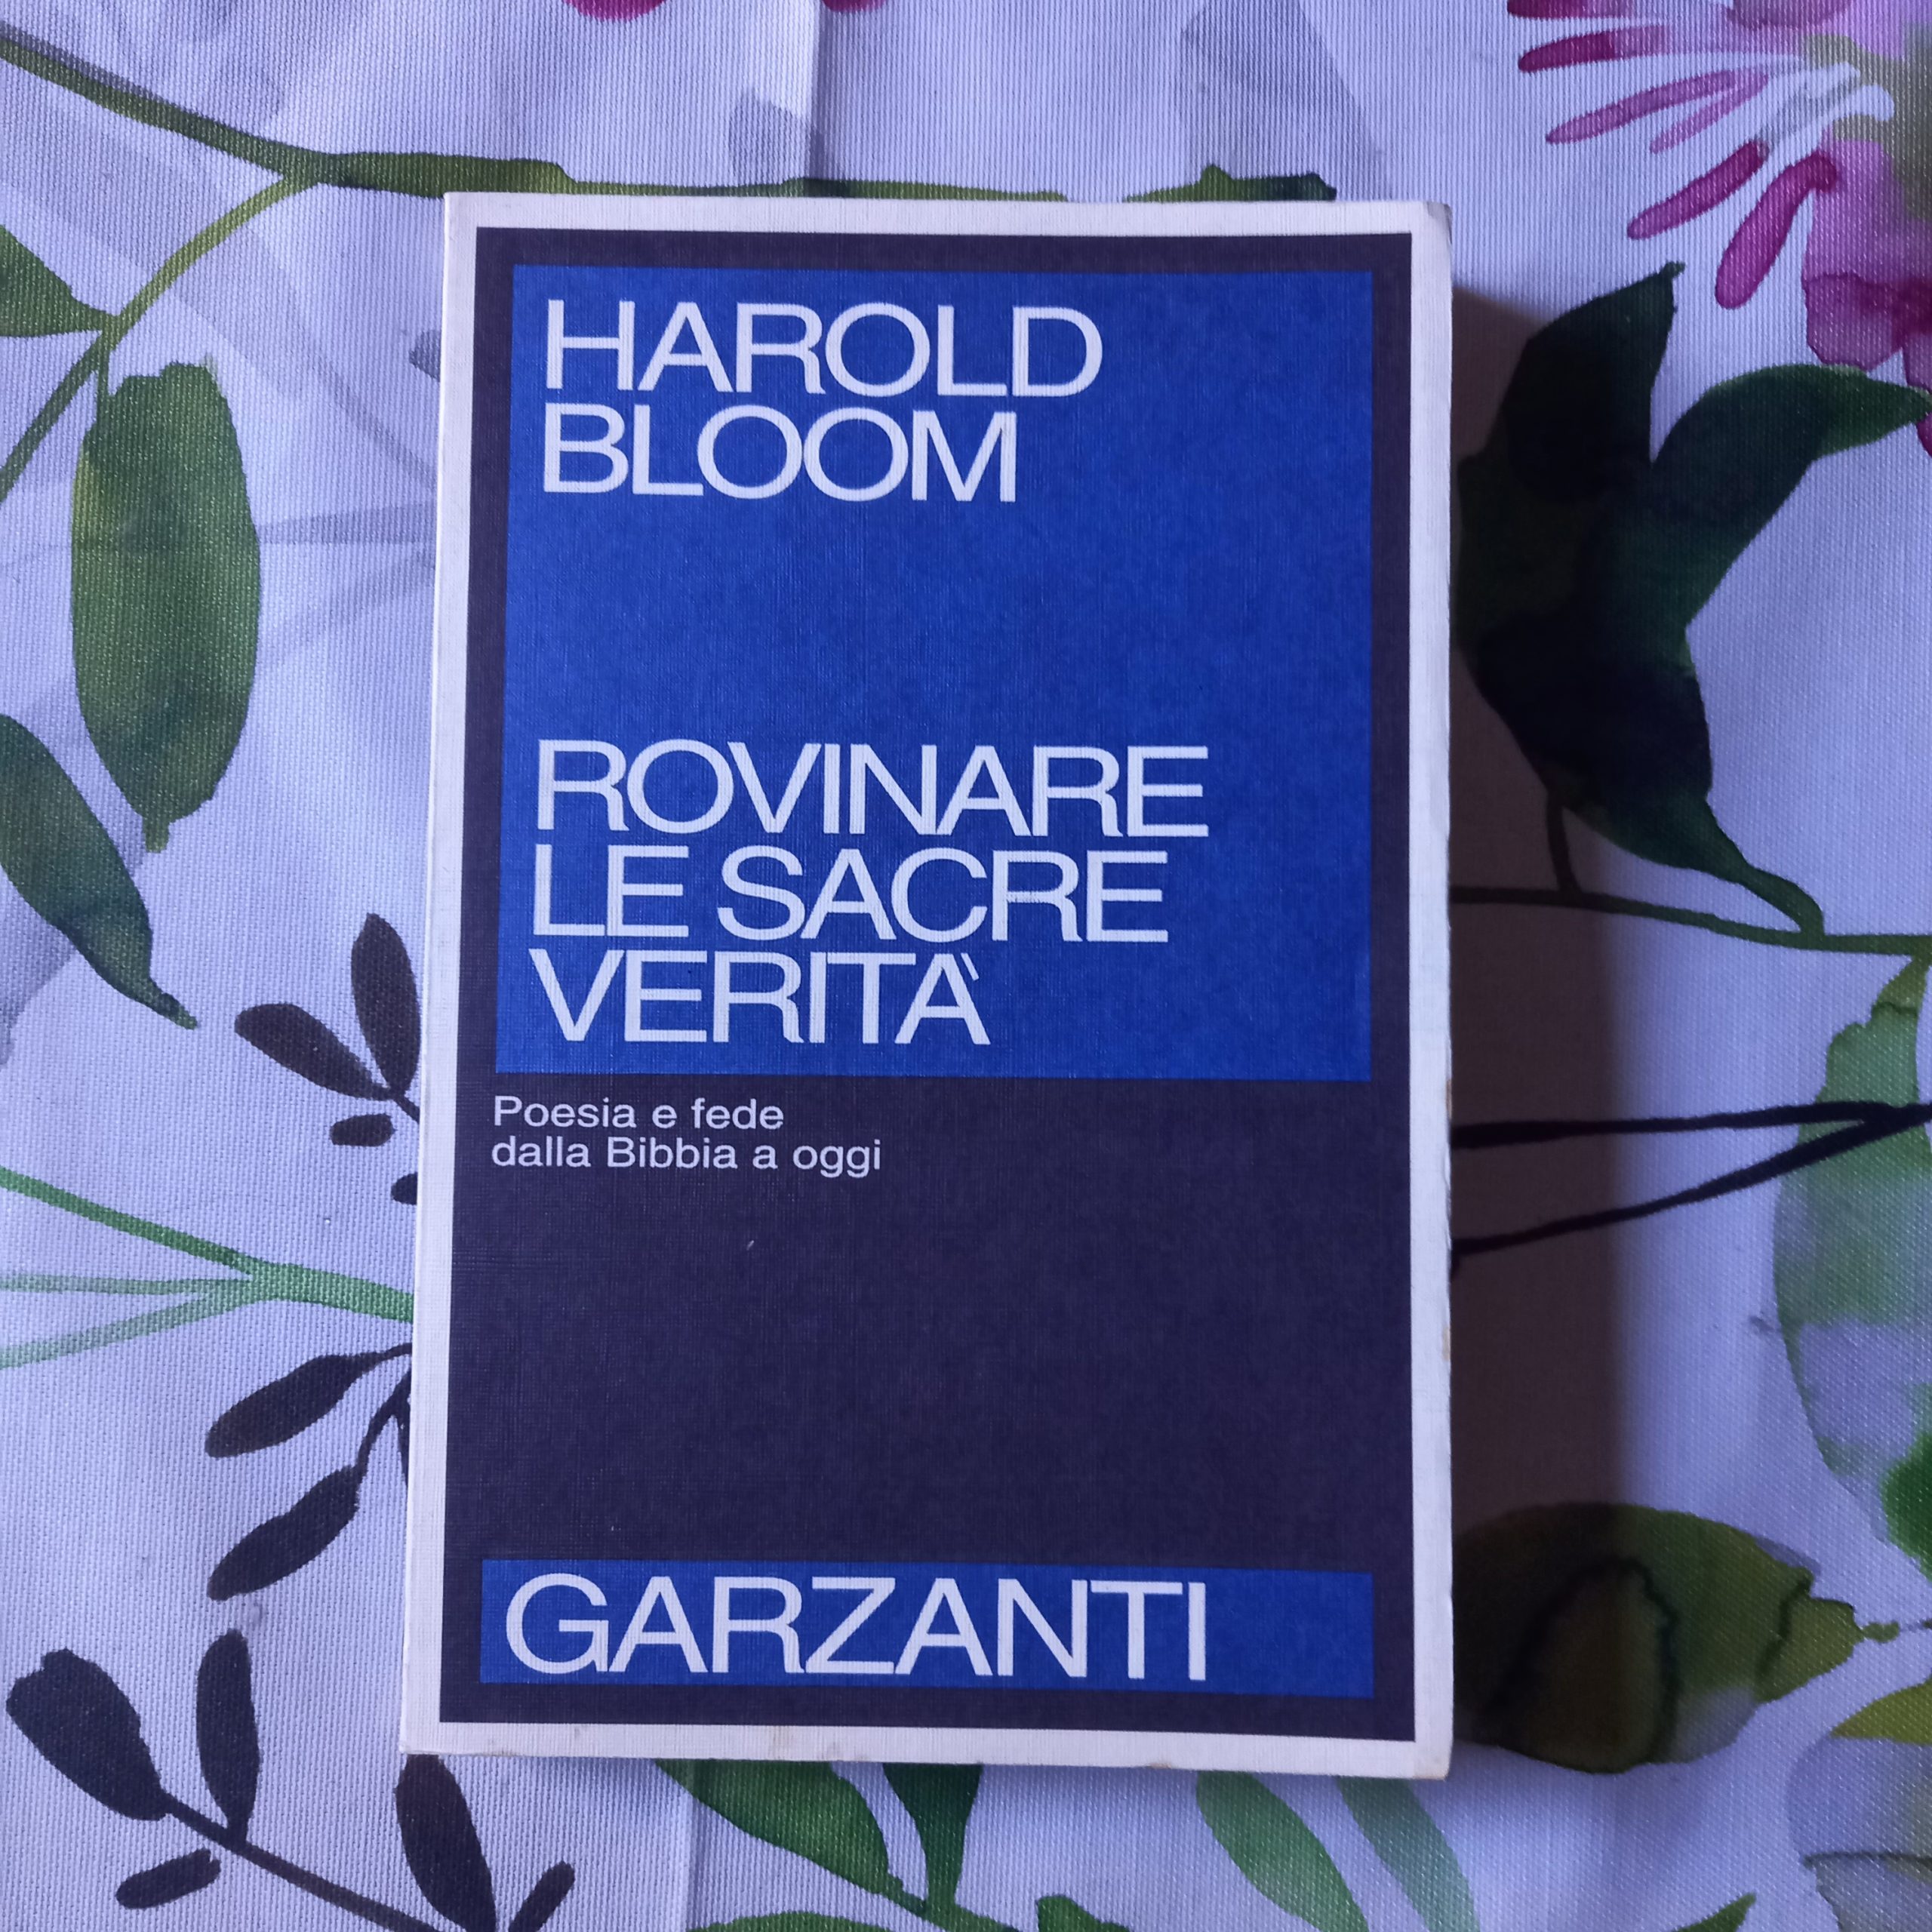 HAROLD
BLOOM
ROVINARE
LE SACRE
VERITÀ
Poesia e fede
dalla Bibbia a oggi
GARZANTI